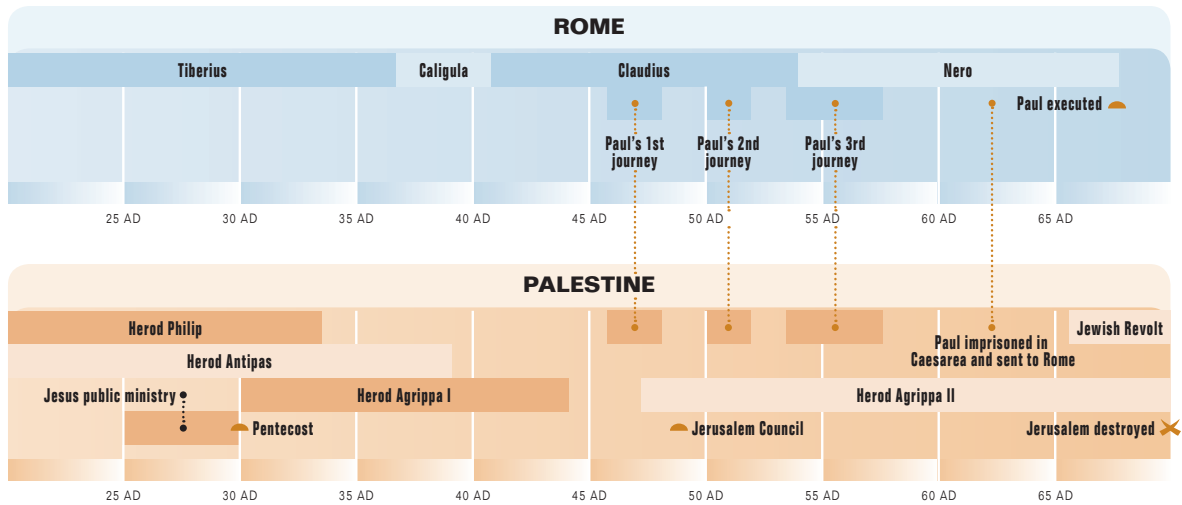 ROME
Tiberius
Caligula
Claudius
Nero
Paul executed
Paul's 1st
journey
Paul's 2nd
journey
Paul's 3rd
journey
25 AD
30 AD
35 AD
40 AD
45 AD
50 AD
55 AD
60 AD
65 AD
PALESTINE
Herod Philip
Jewish Revolt
Paul imprisoned in
Caesarea and sent to Rome
Herod Antipas
Jesus public ministry
Herod Agrippa I
Herod Agrippa II
Pentecost
Jerusalem Council
Jerusalem destroyed
25 AD
30 AD
35 AD
40 AD
45 AD
50 AD
55 AD
60 AD
65 AD